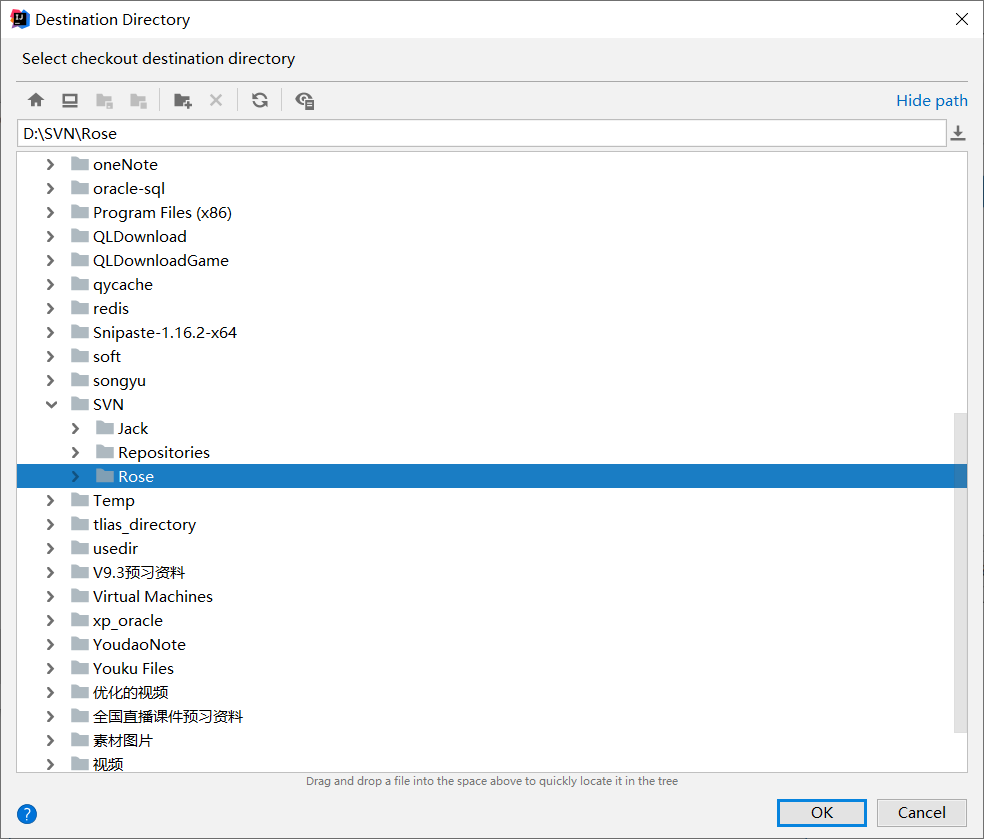 Destination Directory
Select checkout destination directory
Hide path
D:\SVN\Rose
oneNote
oracle-sql
Program Files (x86)
QLDownload
QLDownloadGame
qycache
redis
Snipaste-1.16.2-x64
soft
songyu
SVN
Jack
Repositories
Rose
Temp
tlias_directory
usedir
V9.3预习资料
Virtual Machines
xp_oracle
YoudaoNote
Youku Files
优化的视频
全国直播课件预习资料
素材图片
视频
Drag and drop a file into the space above to quickly locate it in the tree
?
OK Cancel